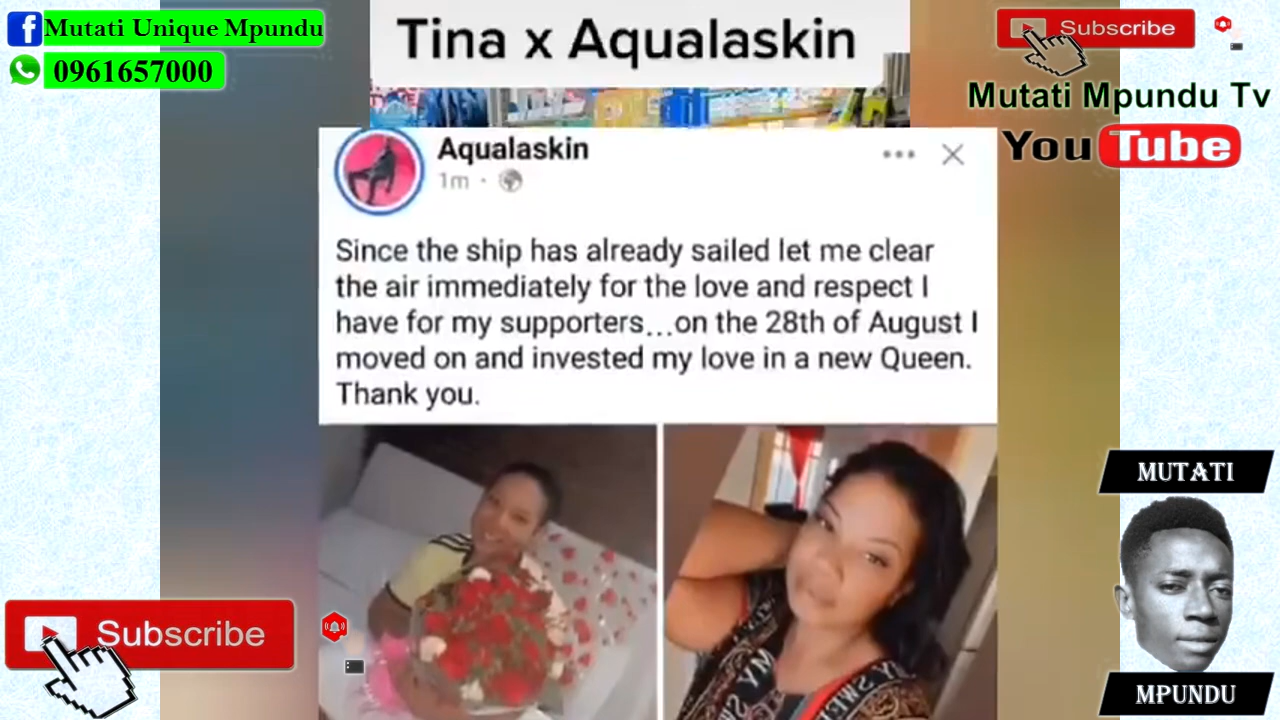 Mutati Unique Mpundu
0961657000
Tina x Aqualaskin
Subscribe
Mutati Mpundu Tv
You Tube
Aqualaskin
1m ·
Since the ship has already sailed let me clear
the air immediately for the love and respect I
have for my supporters...on the 28th of August I
moved on and invested my love in a new Queen.
Thank you.
MUTATI
MPUNDU
Subscribe